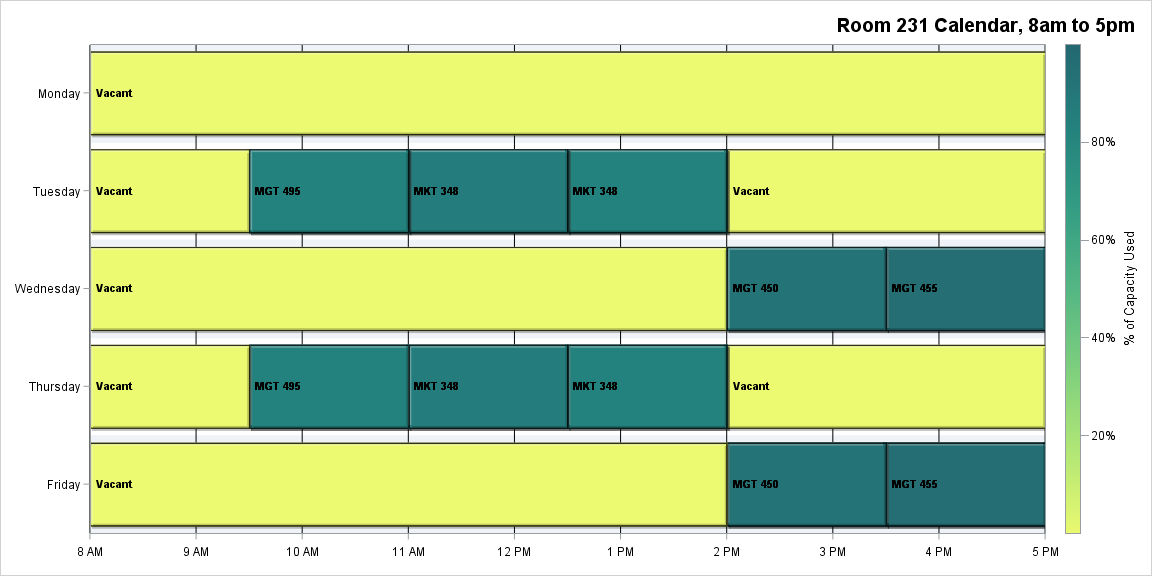 Room 231 Calendar, 8am to 5pm
Monday
Vacant
Tuesday
Vacant
MGT 495
MKT 348
MKT 348
Vacant
Wednesday
Vacant
MGT 450
MGT 455
Thursday
Vacant
MGT 495
MKT 348
MKT 348
Vacant
Friday
Vacant
MGT 450
MGT 455
8 AM
9 AM
10 AM
11 AM
12 PM
1 PM
2 PM
3 PM
4 PM
5 PM
80%
60%
40%
20%
% of Capacity Used